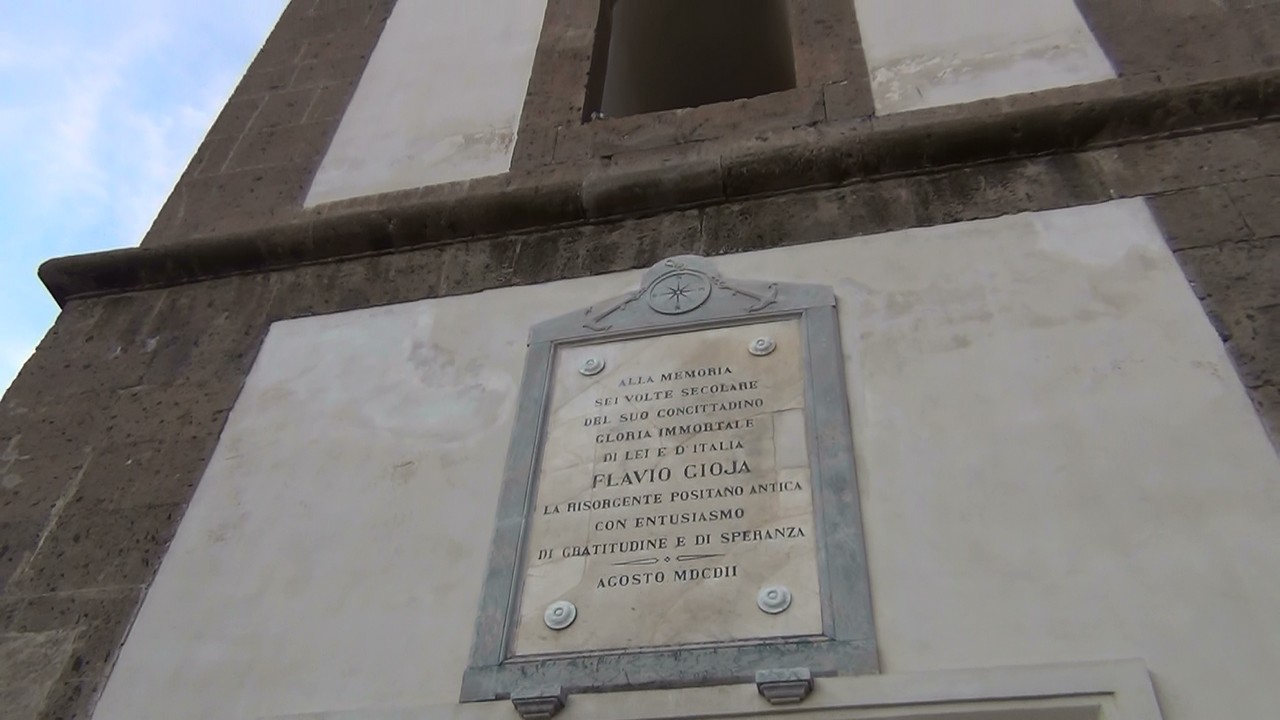 ALLA MEMORIA
SEI VOLTE SECOLARE
DEL SUO CONCITTADINO
GLORIA IMMORTALE
DI LEI E D'ITALIA
FLAVIO GIOJA
LA RISORGENTE POSITANO ANTICA
CON ENTUSIASMO
DI GRATITUDINE E DI SPERANZA
AGOSTO MDCDII